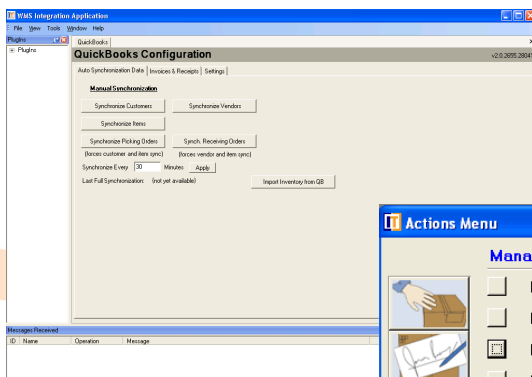 WMS Integration Application
File View Tools Window Help
PlugIns
PlugIns
QuickBooks
QuickBooks Configuration
v2.0.2655.28041
Auto Synchronization Data
Invoices & Receipts
Settings
Manual Synchronization
Synchronize Customers
Synchronize Vendors
Synchronize Items
Synchronize Picking Orders
Synch. Receiving Orders
(forces customer and item sync)
(forces vendor and item sync)
Synchronize Every 30 Minutes Apply
Last Full Synchronization: (not yet available)
Import Inventory from QB
Actions Menu
Mana
Messages Received
ID Name Operation Message